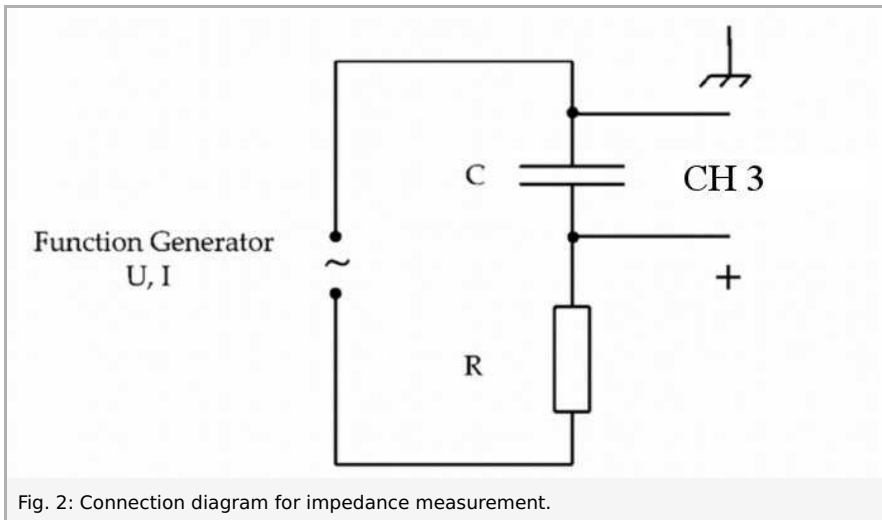 C
CH 3
Function Generator
U, I
~
+
R
Fig. 2: Connection diagram for impedance measurement.